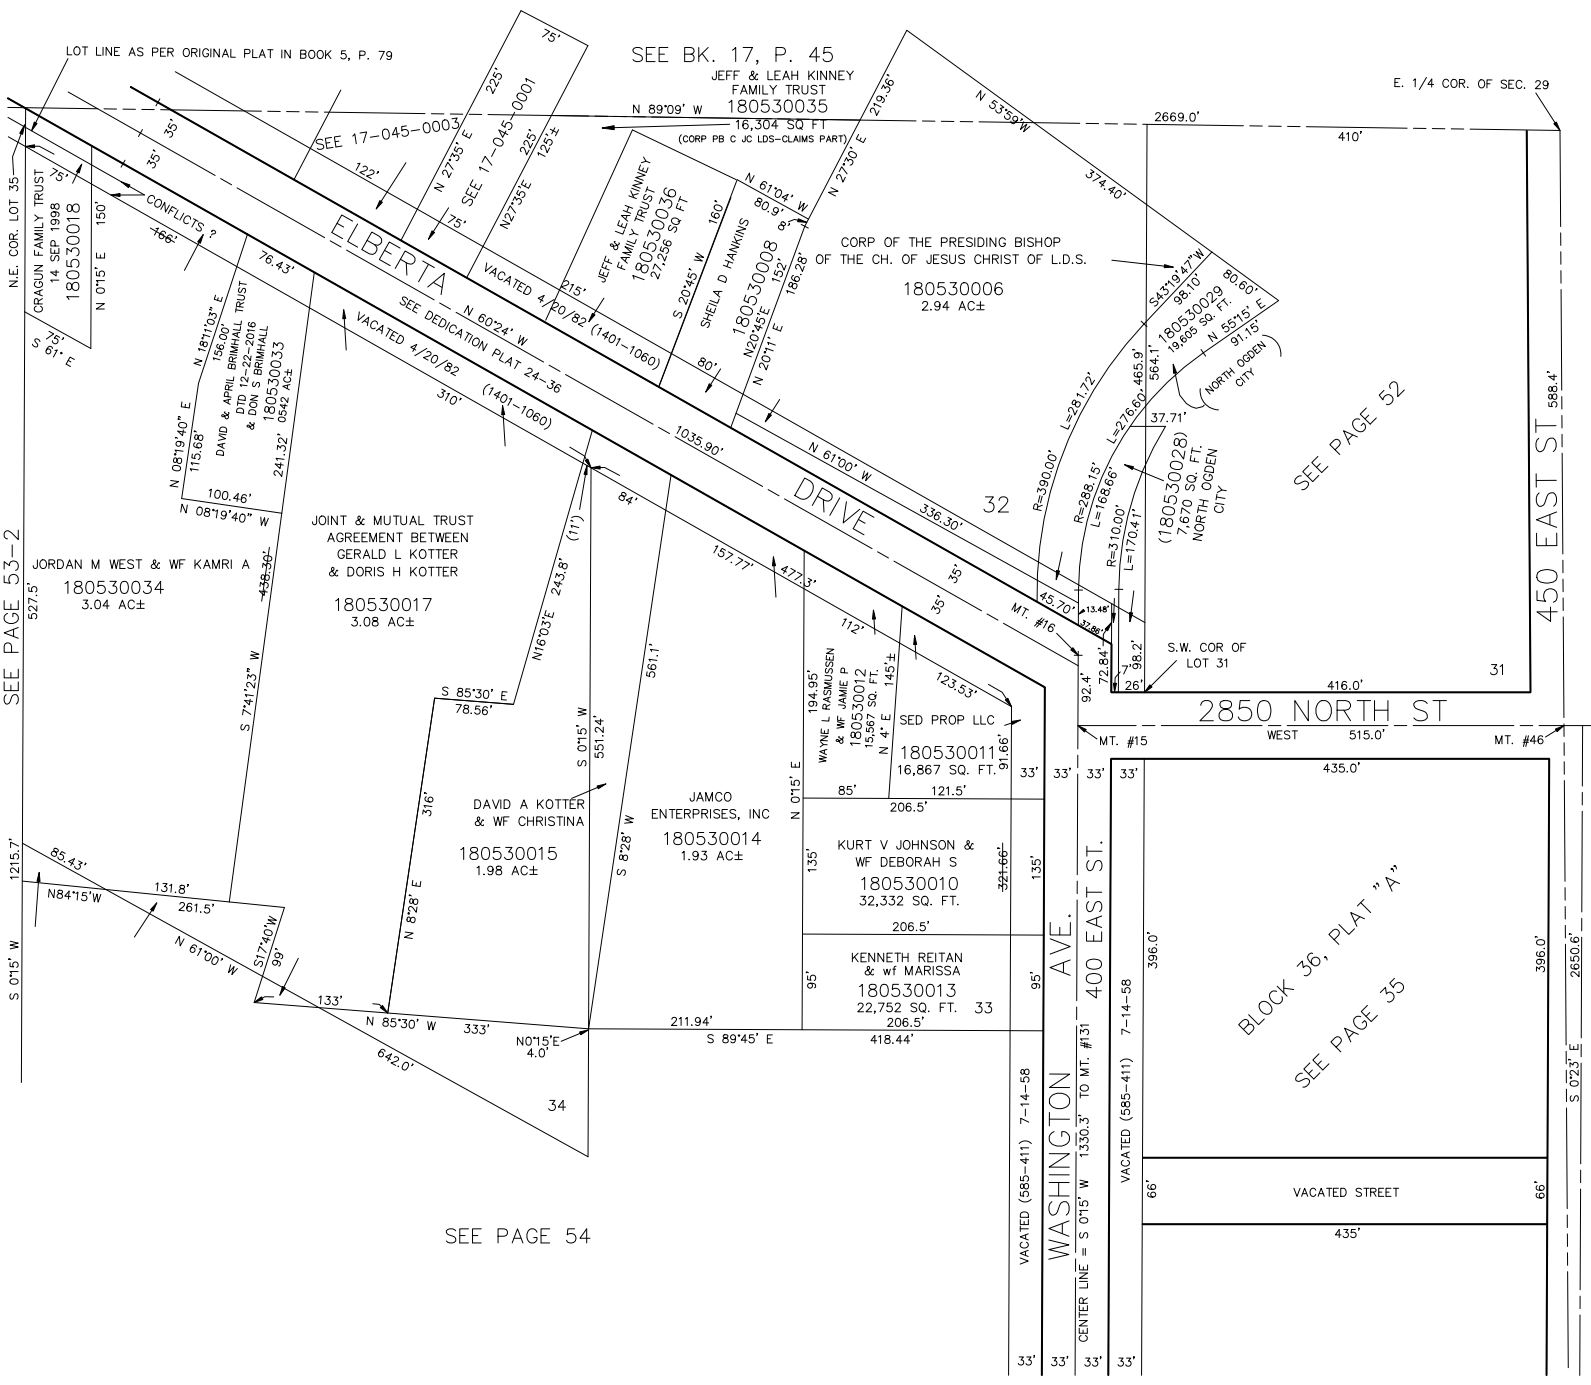 LOT LINE AS PER ORIGINAL PLAT IN BOOK 5, P. 79
SEE BK. 17, P. 45
JEFF & LEAH KINNEY
FAMILY TRUST
180530035
16,304 SQ FT
(CORP PB C JC LDS-CLAIMS PART)
N 89°09' W
E. 1/4 COR. OF SEC. 29
2669.0'
410'
75'
225'
SEE 17-045-0001
N 27°35' E
225'
125'±
N27°35'E
SEE 17-045-0003
122'
75'
35'
35'
N.E. COR. LOT 35
75'
CRAGUN FAMILY TRUST
14 SEP 1998
180530018
N 0°15' E 150'
75'
S 61° E
CONFLICTS ?
166'
76.43'
ELBERTA
DRIVE
SEE DEDICATION PLAT 24-36
N 60°24' W
1035.90'
VACATED 4/20/82 (1401-1060)
215'
80'
VACATED 4/20/82
(1401-1060)
310'
JEFF & LEAH KINNEY
FAMILY TRUST
180530036
27,256 SQ FT
S 20°45' W 160'
N 61°04' W
80.9'
8'
SHEILA D HANKINS
180530008
N20°45'E 152'
N 20°11' E 186.28'
N 27°30' E 219.36'
N 53°59'W
374.40'
CORP OF THE PRESIDING BISHOP
OF THE CH. OF JESUS CHRIST OF L.D.S.
180530006
2.94 AC±
S43°19'47"W
98.10'
80.60'
180530029
19,605 SQ. FT.
N 55°15' E
91.15'
(NORTH OGDEN
CITY)
465.9'
564.1'
R=390.00' L=281.72'
L=276.60'
R=288.15'
L=168.66'
R=310.00'
L=170.41'
37.71'
(180530028)
7,670 SQ. FT.
NORTH OGDEN
CITY
SEE PAGE 52
588.4'
450 EAST ST
32
N 61°00' W
336.30'
35'
35'
45.70'
13.48'
37.86'
72.84'
98.2'
7'
26'
MT. #16
92.4'
S.W. COR OF
LOT 31
416.0'
31
2850 NORTH ST
MT. #15
WEST
515.0'
MT. #46
SEE PAGE 53-2
527.5'
1215.7'
S 0°15' W
N 18°11'03" E
156.00'
N 08°19'40" E
115.68'
DAVID & APRIL BRIMHALL TRUST
DTD 12-22-2016
& DON S BRIMHALL
180530033
0542 AC±
241.32'
100.46'
N 08°19'40" W
438.30'
S 7°41'23" W
JORDAN M WEST & WF KAMRI A
180530034
3.04 AC±
JOINT & MUTUAL TRUST
AGREEMENT BETWEEN
GERALD L KOTTER
& DORIS H KOTTER
180530017
3.08 AC±
N16°03'E 243.8' (11')
84'
157.77'
477.3'
112'
123.53'
S 85°30' E
78.56'
316'
N 8°28' E
S 0°15' W
551.24'
561.1'
S 8°28' W
DAVID A KOTTER
& WF CHRISTINA
180530015
1.98 AC±
JAMCO
ENTERPRISES, INC
180530014
1.93 AC±
194.95'
N 0°15' E
WAYNE L RASMUSSEN
& WF JAMIE P
180530012
15,567 SQ. FT.
N 4° E 145'±
SED PROP LLC
180530011
16,867 SQ. FT.
91.66'
85'
121.5'
206.5'
KURT V JOHNSON &
WF DEBORAH S
180530010
32,332 SQ. FT.
135'
321.66'
135'
206.5'
KENNETH REITAN
& wf MARISSA
180530013
22,752 SQ. FT.
33
95'
95'
206.5'
211.94'
S 89°45' E
418.44'
85.43'
N84°15'W
131.8'
261.5'
N 61°00' W
S17°40'W
99'
133'
N 85°30' W
333'
N0°15'E
4.0'
642.0'
34
SEE PAGE 54
33' 33' 33' 33'
WASHINGTON AVE.
400 EAST ST.
VACATED (585-411) 7-14-58
CENTER LINE = S 0°15' W 1330.3' TO MT. #131
VACATED (585-411) 7-14-58
33' 33' 33' 33'
435.0'
396.0'
396.0'
BLOCK 36, PLAT "A"
SEE PAGE 35
2650.6'
S 0°23' E
66'
VACATED STREET
66'
435'